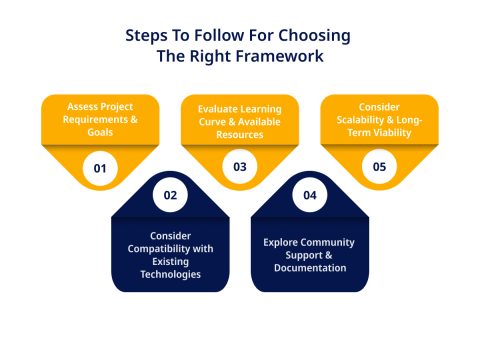 Steps To Follow For Choosing
The Right Framework
Assess Project
Requirements &
Goals
01
02
Consider
Compatibility with
Existing
Technologies
Evaluate Learning
Curve & Available
Resources
03
04
Explore Community
Support &
Documentation
Consider
Scalability & Long-
Term Viability
05